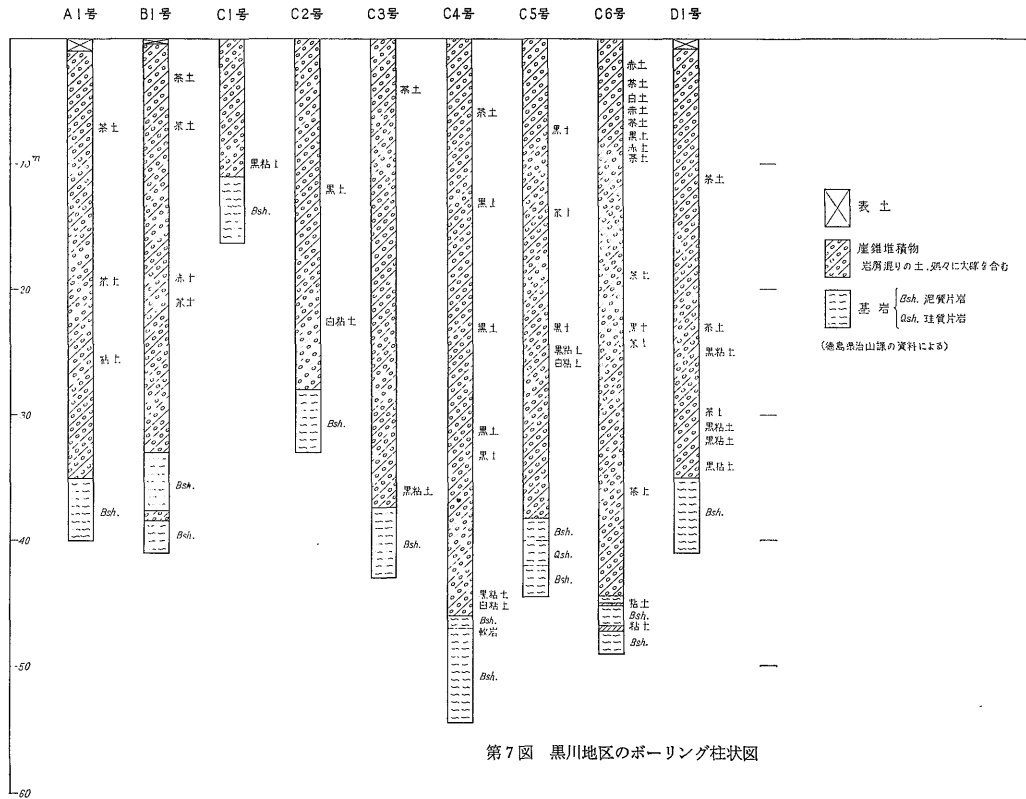 A1号 B1号 C1号 C2号 C3号 C4号 C5号 C6号 D1号
-10m
-20
-30
-40
-50
-60
茶土
茶土
粘土
Bsh.
茶土
茶土
赤土
茶土
Bsh.
Bsh.
黒粘土
Bsh.
黒土
白粘土
Bsh.
茶土
黒粘土
Bsh.
茶土
黒土
黒土
黒土
黒土
黒粘土
白粘土
Bsh.
軟岩
Bsh.
黒土
茶土
黒土
黒粘土
白粘土
Bsh.
Qsh.
Bsh.
赤土
茶土
白土
赤土
茶土
黒土
赤土
茶土
茶土
黒土
茶土
茶土
粘土
Bsh.
粘土
Bsh.
茶土
茶土
黒粘土
茶土
黒粘土
黒粘土
黒粘土
Bsh.
表土
崖錐堆積物
岩屑混りの土、処々に大礫を含む
基岩
Bsh. 泥質片岩
Qsh. 珪質片岩
(徳島県治山課の資料による)
第7図 黒川地区のボーリング柱状図